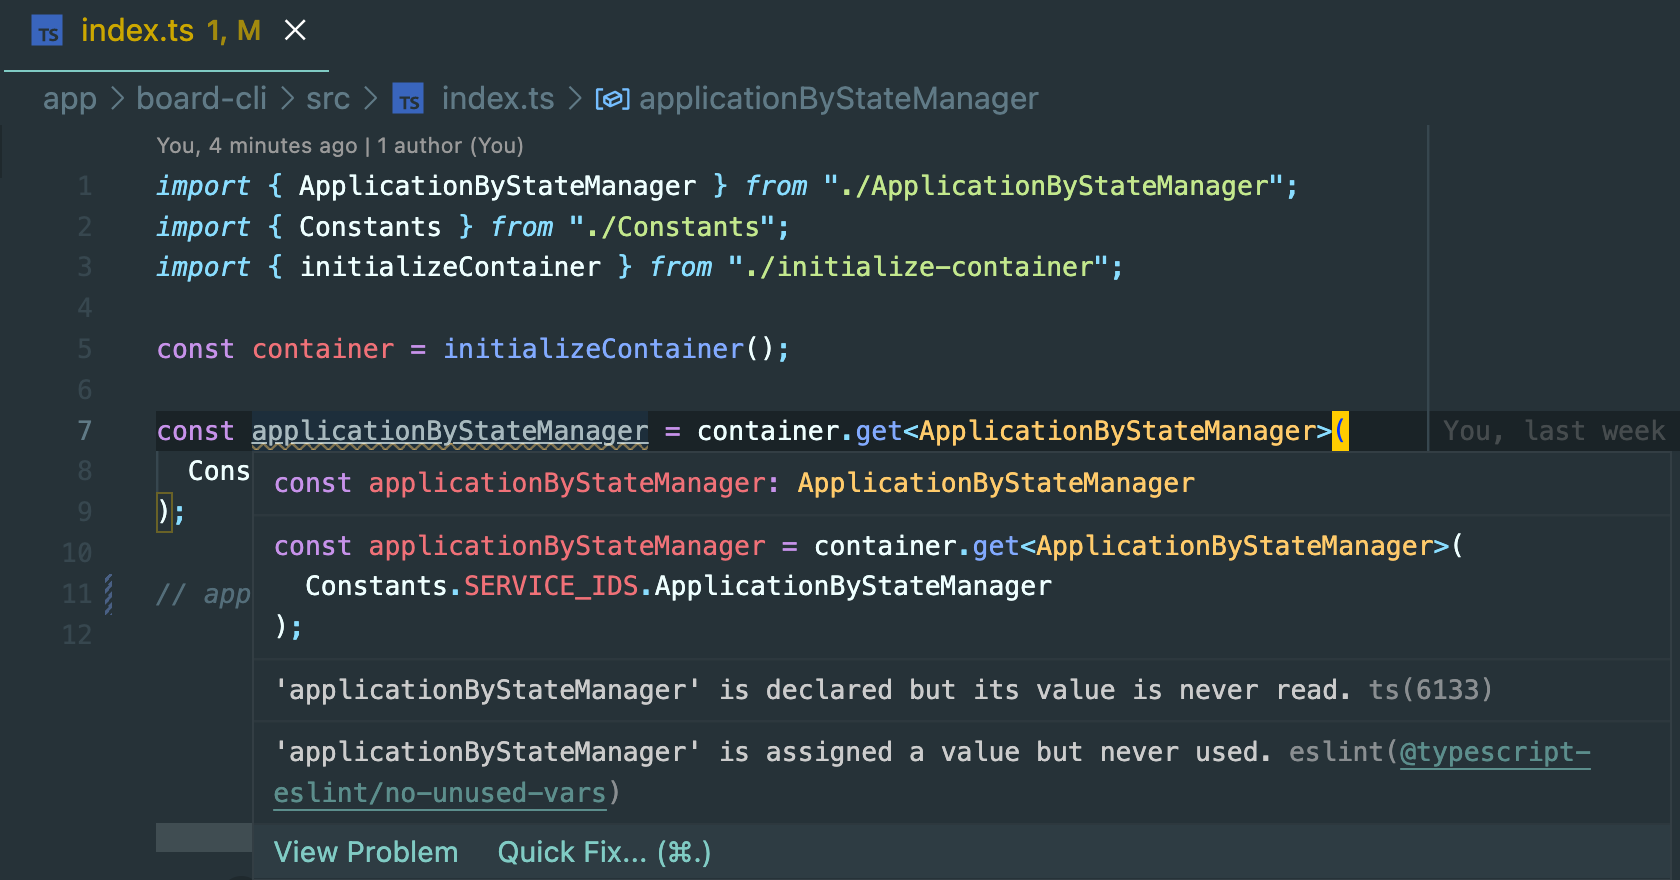 TS index.ts 1, M ×
app > board-cli > src > TS index.ts > applicationByStateManager
You, 4 minutes ago | 1 author (You)
1 import { ApplicationByStateManager } from "./ApplicationByStateManager";
2 import { Constants } from "./Constants";
3 import { initializeContainer } from "./initialize-container";
4
5 const container = initializeContainer();
6
7 const applicationByStateManager = container.get<ApplicationByStateManager>( You, last week
8 Cons
9 );
10
11 // app
12
const applicationByStateManager: ApplicationByStateManager
const applicationByStateManager = container.get<ApplicationByStateManager>(
Constants.SERVICE_IDS.ApplicationByStateManager
);
'applicationByStateManager' is declared but its value is never read. ts(6133)
'applicationByStateManager' is assigned a value but never used. eslint(@typescript-
eslint/no-unused-vars)
View Problem Quick Fix... (⌘.)